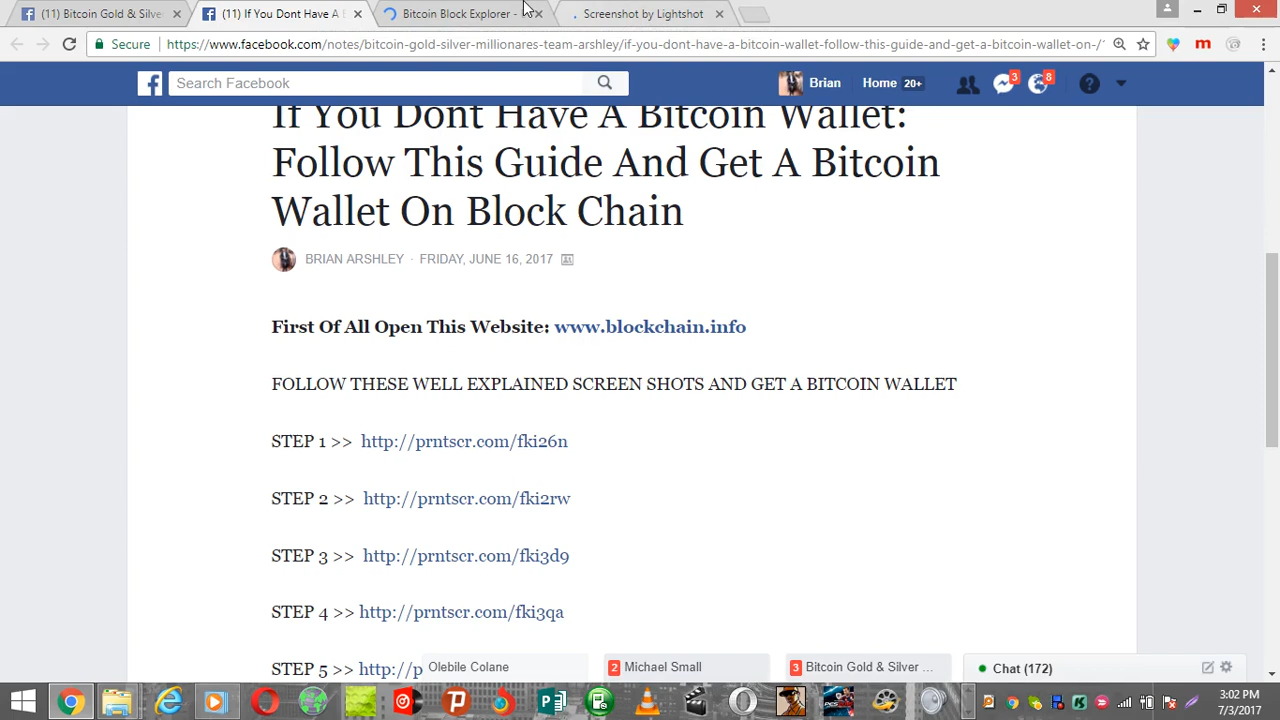 (11) Bitcoin Gold & Silve
(11) If You Dont Have A B
Bitcoin Block Explorer -
Screenshot by Lightshot
Secure
https://www.facebook.com/notes/bitcoin-gold-silver-millionares-team-arshley/if-you-dont-have-a-bitcoin-wallet-follow-this-guide-and-get-a-bitcoin-wallet-on-/1
m
Search Facebook
Brian
Home 20+
3
8
If You Dont Have A Bitcoin Wallet:
Follow This Guide And Get A Bitcoin
Wallet On Block Chain
BRIAN ARSHLEY · FRIDAY, JUNE 16, 2017
First Of All Open This Website: www.blockchain.info
FOLLOW THESE WELL EXPLAINED SCREEN SHOTS AND GET A BITCOIN WALLET
STEP 1 >> http://prntscr.com/fki26n
STEP 2 >> http://prntscr.com/fki2rw
STEP 3 >> http://prntscr.com/fki3d9
STEP 4 >> http://prntscr.com/fki3qa
STEP 5 >> http://p
Olebile Colane
2 Michael Small
3 Bitcoin Gold & Silver ...
Chat (172)
3:02 PM
7/3/2017